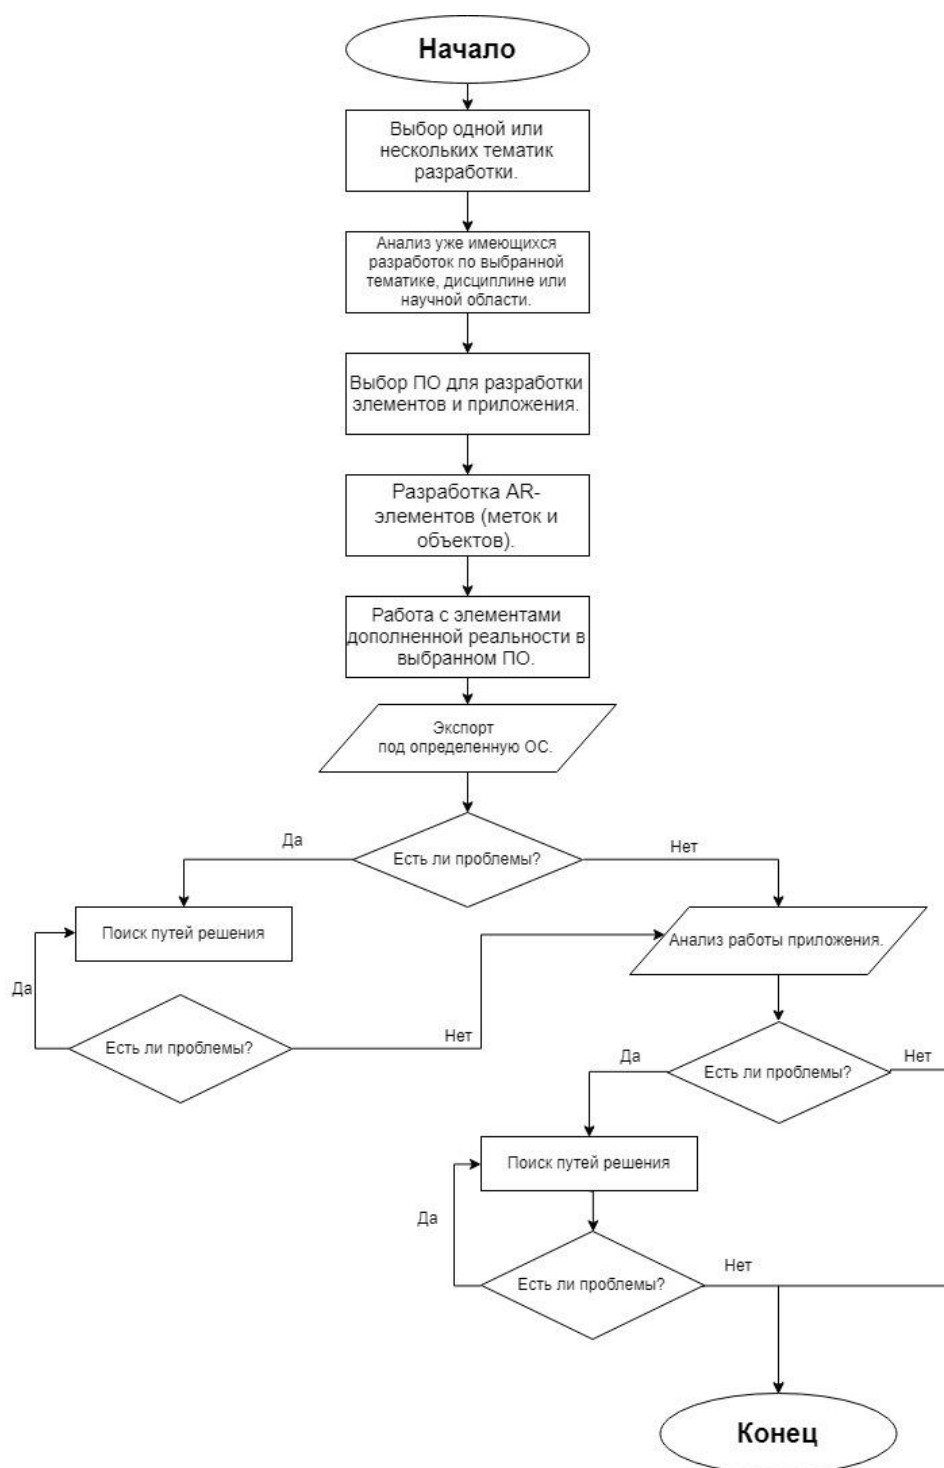 Начало
Выбор одной или
нескольких тематик
разработки.
Анализ уже имеющихся
разработок по выбранной
тематике, дисциплине или
научной области.
Выбор ПО для разработки
элементов и приложения.
Разработка AR-
элементов (меток и
объектов).
Работа с элементами
дополненной реальности в
выбранном ПО.
Экспорт
под определенную ОС.
Да
Есть ли проблемы?
Нет
Поиск путей решения
Анализ работы приложения.
Да
Есть ли проблемы?
Нет
Да
Есть ли проблемы?
Нет
Поиск путей решения
Да
Есть ли проблемы?
Нет
Конец